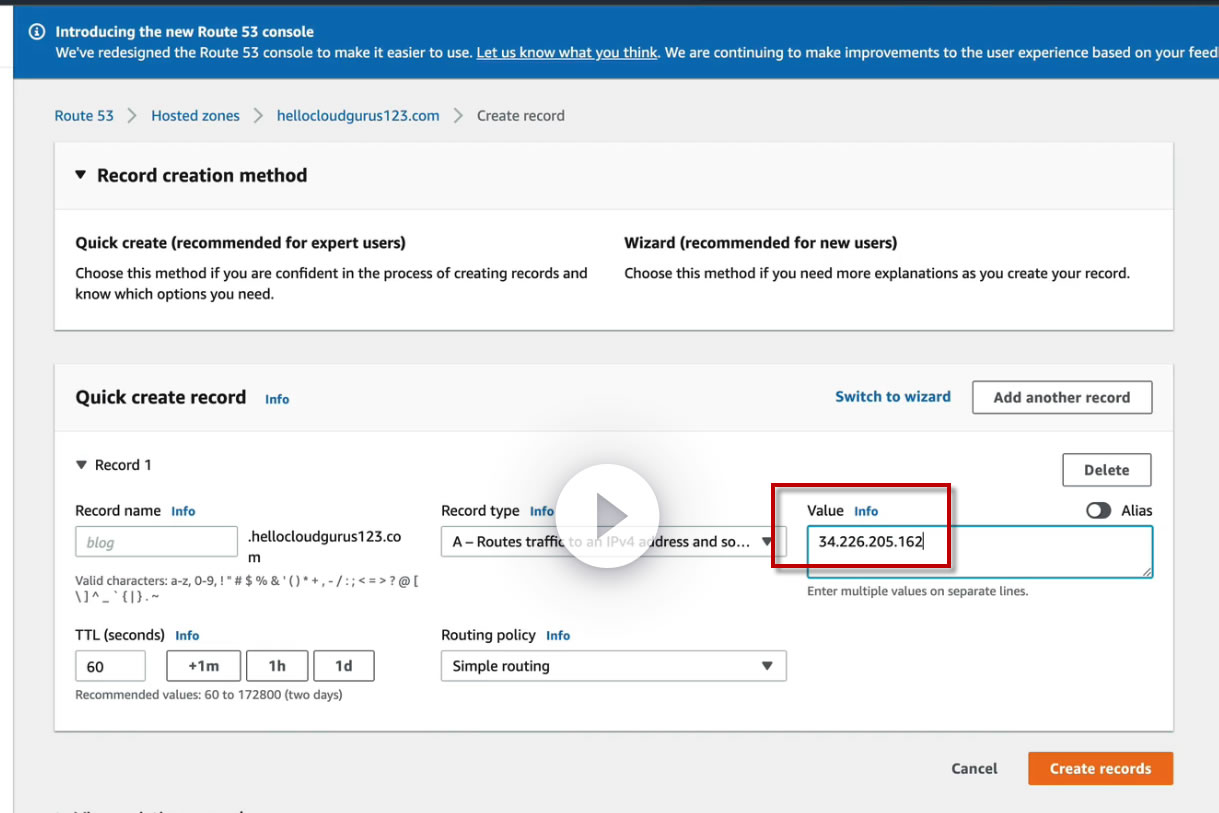 Introducing the new Route 53 console
We've redesigned the Route 53 console to make it easier to use. Let us know what you think. We are continuing to make improvements to the user experience based on your feed
Route 53 > Hosted zones > hellocloudgurus123.com > Create record
Record creation method
Quick create (recommended for expert users)
Choose this method if you are confident in the process of creating records and
know which options you need.
Wizard (recommended for new users)
Choose this method if you need more explanations as you create your record.
Quick create record Info
Switch to wizard
Add another record
Record 1
Delete
Record name Info
blog
.hellocloudgurus123.co
m
Valid characters: a-z, 0-9, ! " # $ % & ' ( ) * + , - / : ; < = > ? @ [
\ ] ^ _ ` { | } . ~
Record type Info
A – Routes traffic to an IPv4 address and so...
Value Info
Alias
34.226.205.162
Enter multiple values on separate lines.
TTL (seconds) Info
60
+1m
1h
1d
Recommended values: 60 to 172800 (two days)
Routing policy Info
Simple routing
Cancel
Create records